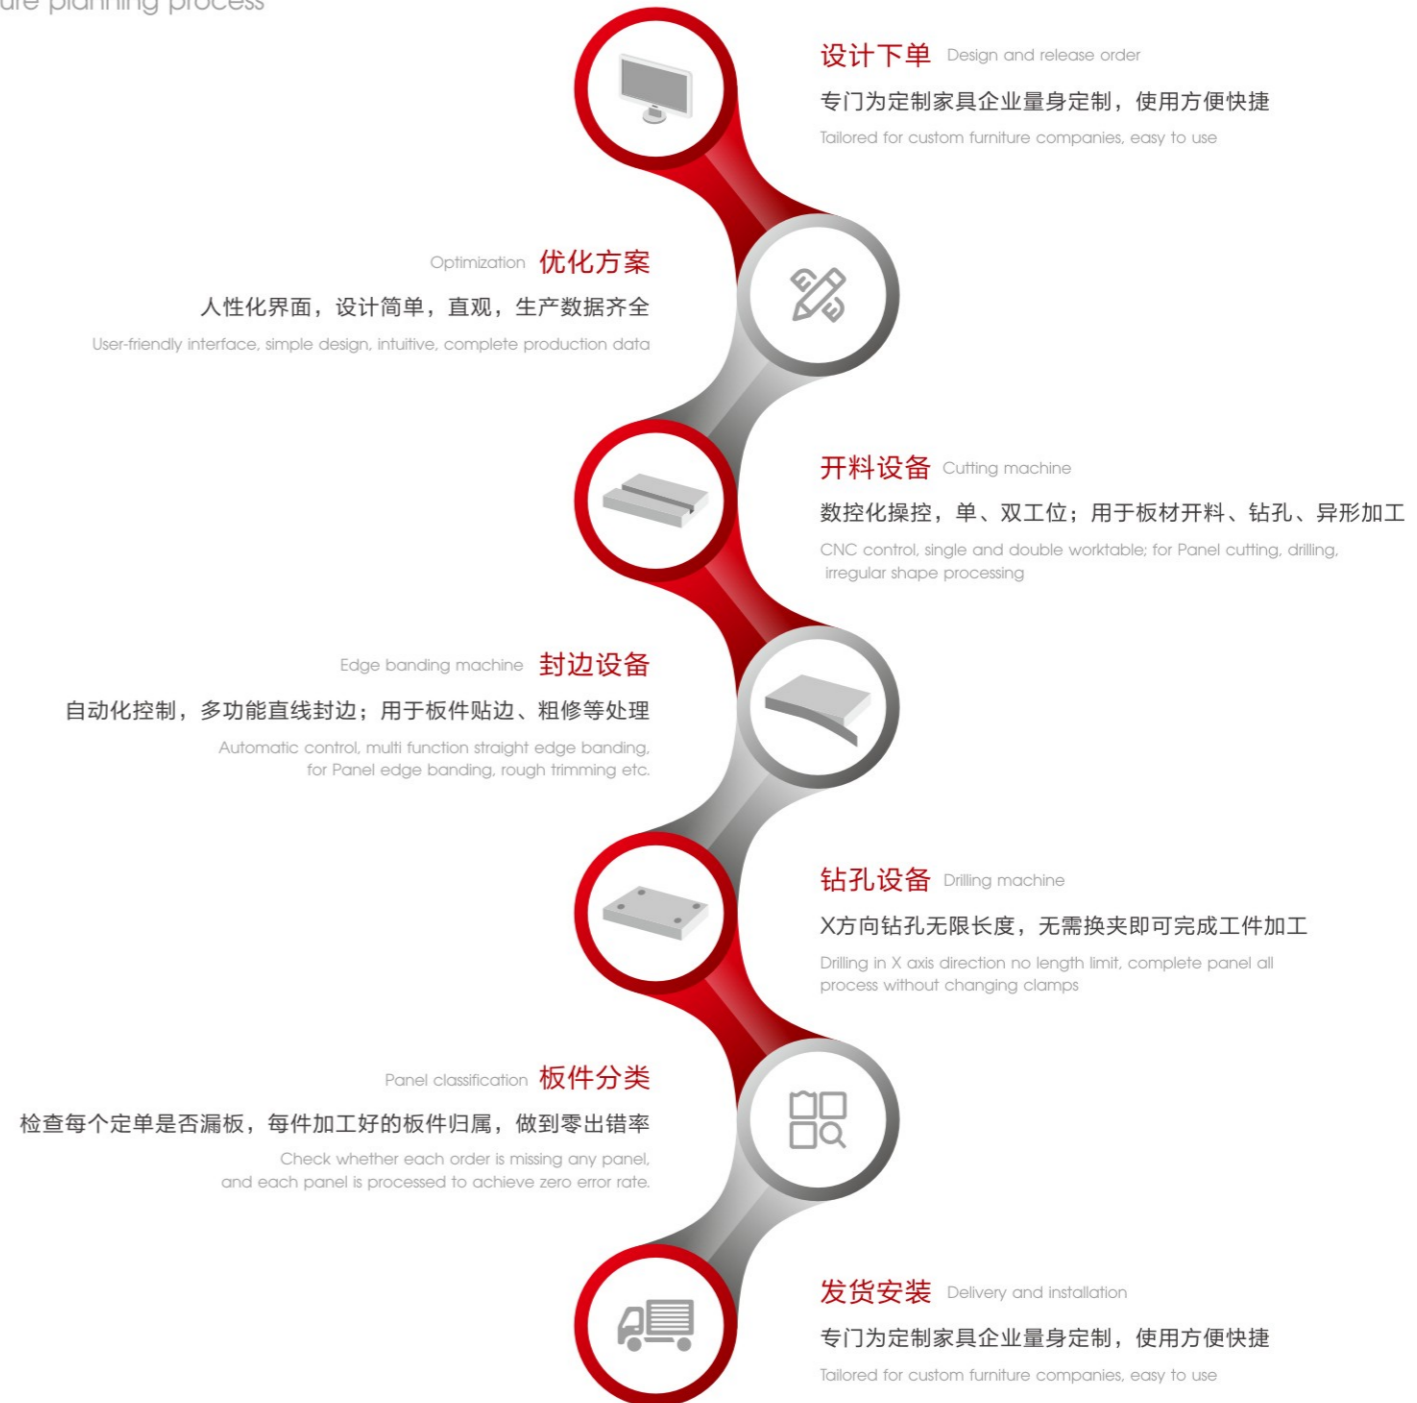 planning process
设计下单 Design and release order
专门为定制家具企业量身定制，使用方便快捷
Tailored for custom furniture companies, easy to use
Optimization 优化方案
人性化界面，设计简单，直观，生产数据齐全
User-friendly interface, simple design, intuitive, complete production data
开料设备 Cutting machine
数控化操控，单、双工位；用于板材开料、钻孔、异形加工
CNC control, single and double worktable; for Panel cutting, drilling,
irregular shape processing
Edge banding machine 封边设备
自动化控制，多功能直线封边；用于板件贴边、粗修等处理
Automatic control, multi function straight edge banding,
for Panel edge banding, rough trimming etc.
钻孔设备 Drilling machine
X方向钻孔无限长度，无需换夹即可完成工件加工
Drilling in X axis direction no length limit, complete panel all
process without changing clamps
Panel classification 板件分类
检查每个定单是否漏板，每件加工好的板件归属，做到零出错率
Check whether each order is missing any panel,
and each panel is processed to achieve zero error rate.
发货安装 Delivery and installation
专门为定制家具企业量身定制，使用方便快捷
Tailored for custom furniture companies, easy to use